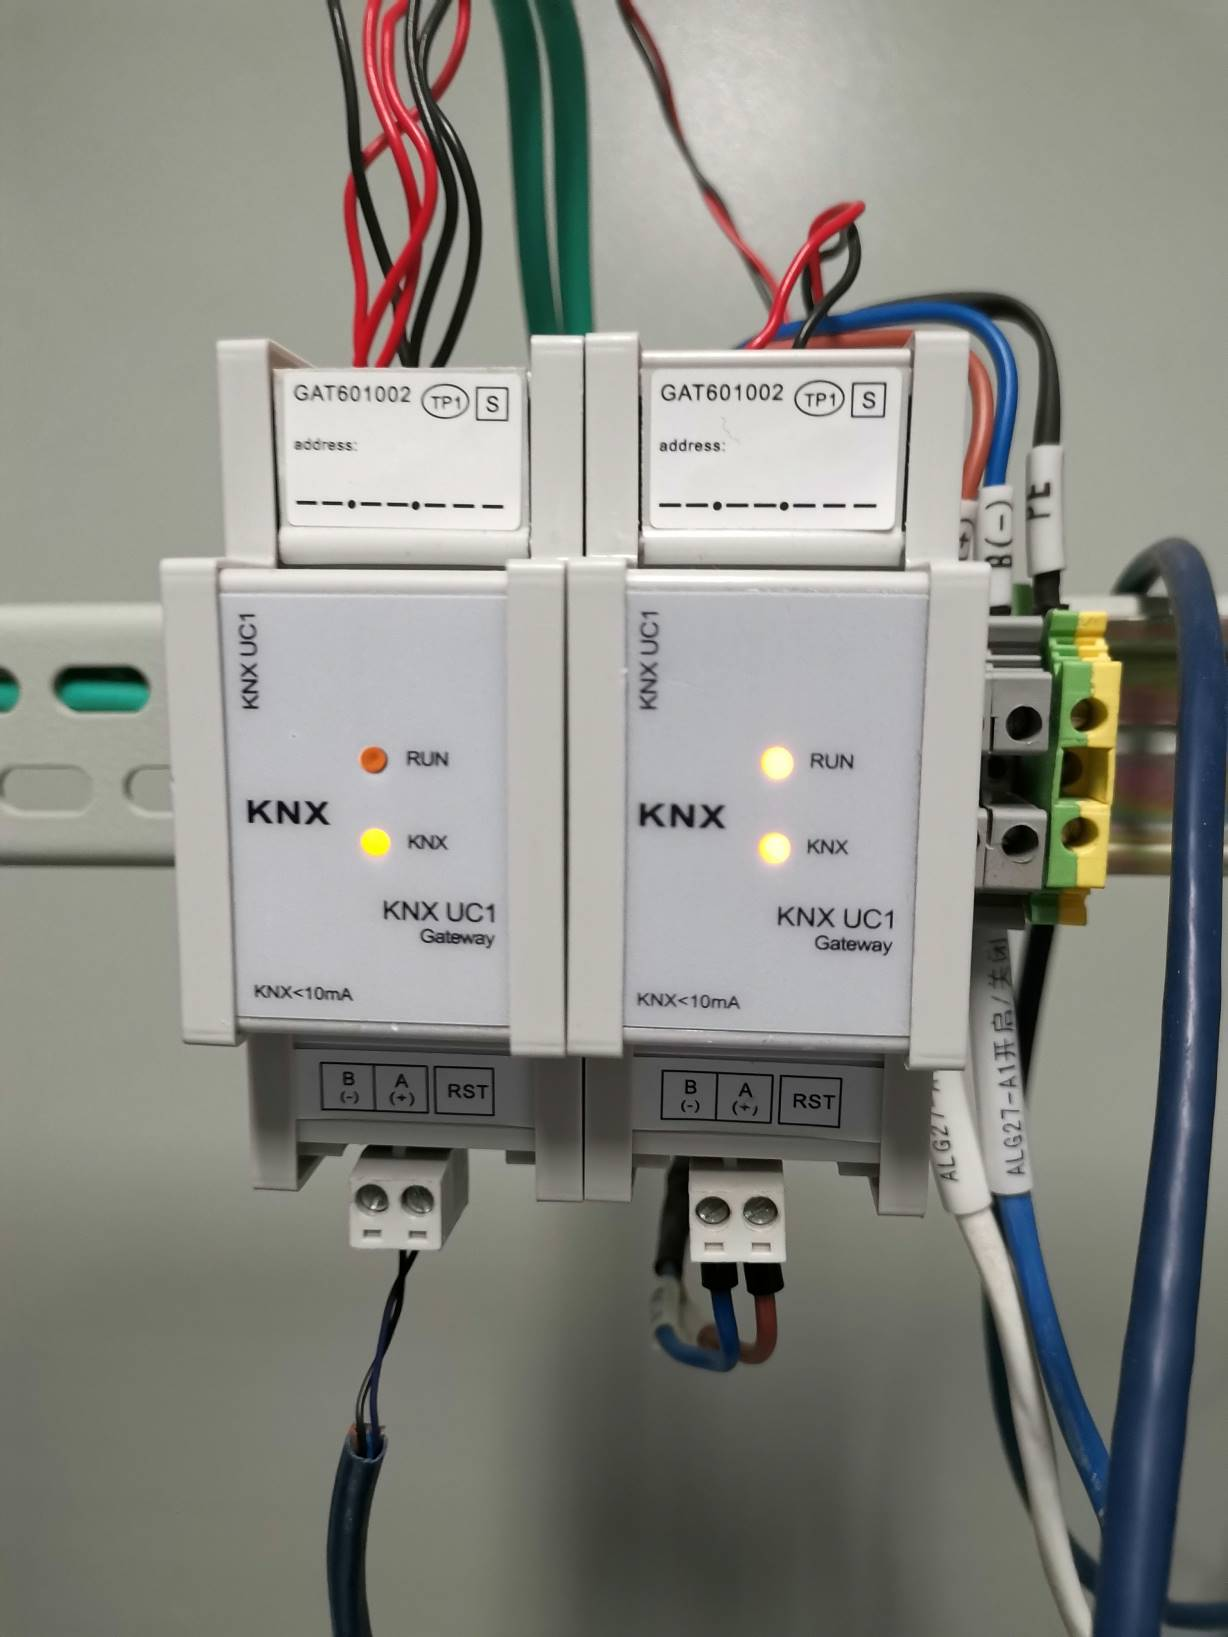 GAT601002 TP1 S
address:
GAT601002 TP1 S
address:
(+)
B(-)
PE
KNX UC1
RUN
KNX
KNX
KNX UC1
Gateway
KNX<10mA
KNX UC1
RUN
KNX
KNX
KNX UC1
Gateway
KNX<10mA
B
(-)
A
(+)
RST
B
(-)
A
(+)
RST
ALG27-A
ALG27-A1开启/关闭